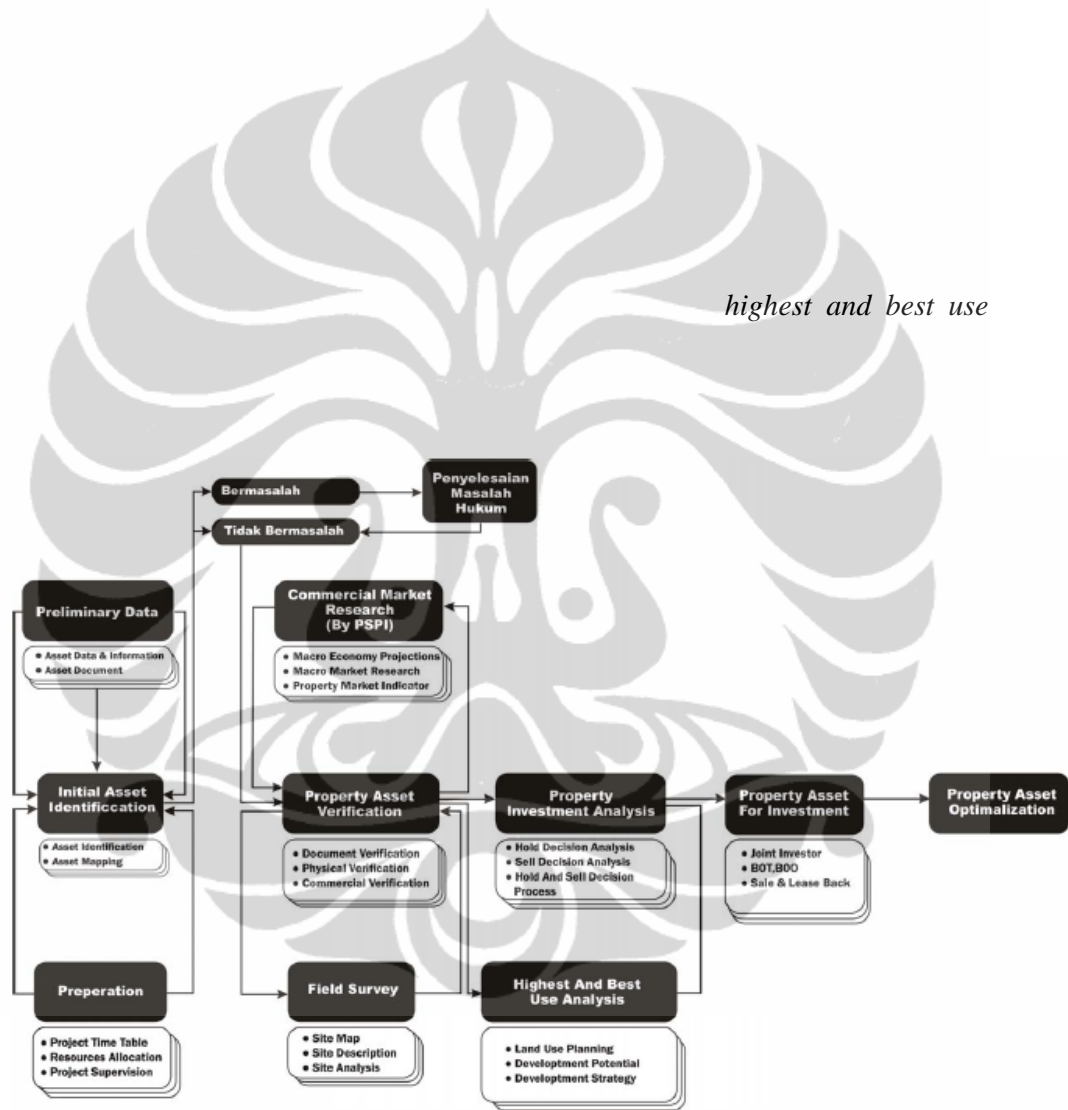 highest and best use
Bermasalah
Penyelesaian
Masalah
Hukum
Tidak Bermasalah
Preliminary Data
• Asset Data & Information
• Asset Document
Commercial Market
Research
(By PSPI)
• Macro Economy Projections
• Macro Market Research
• Property Market Indicator
Initial Asset
Identificcation
• Asset Identification
• Asset Mapping
Property Asset
Verification
• Document Verification
• Physical Verification
• Commercial Verification
Property
Investment Analysis
• Hold Decision Analysis
• Sell Decision Analysis
• Hold And Sell Decision
Process
Property Asset
For Investment
• Joint Investor
• BOT,BOO
• Sale & Lease Back
Property Asset
Optimalization
Preperation
• Project Time Table
• Resources Allocation
• Project Supervision
Field Survey
• Site Map
• Site Description
• Site Analysis
Highest And Best
Use Analysis
• Land Use Planning
• Developtment Potential
• Developtment Strategy